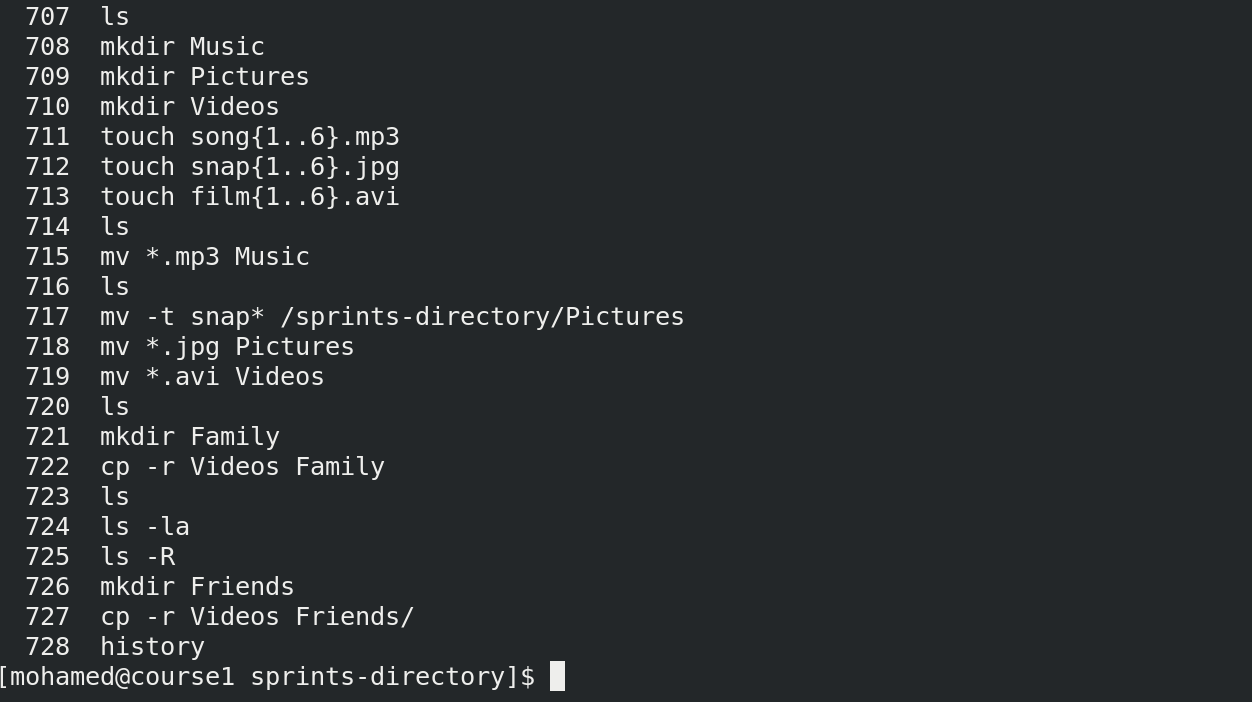 707  ls
708  mkdir Music
709  mkdir Pictures
710  mkdir Videos
711  touch song{1..6}.mp3
712  touch snap{1..6}.jpg
713  touch film{1..6}.avi
714  ls
715  mv *.mp3 Music
716  ls
717  mv -t snap* /sprints-directory/Pictures
718  mv *.jpg Pictures
719  mv *.avi Videos
720  ls
721  mkdir Family
722  cp -r Videos Family
723  ls
724  ls -la
725  ls -R
726  mkdir Friends
727  cp -r Videos Friends/
728  history
[mohamed@course1 sprints-directory]$